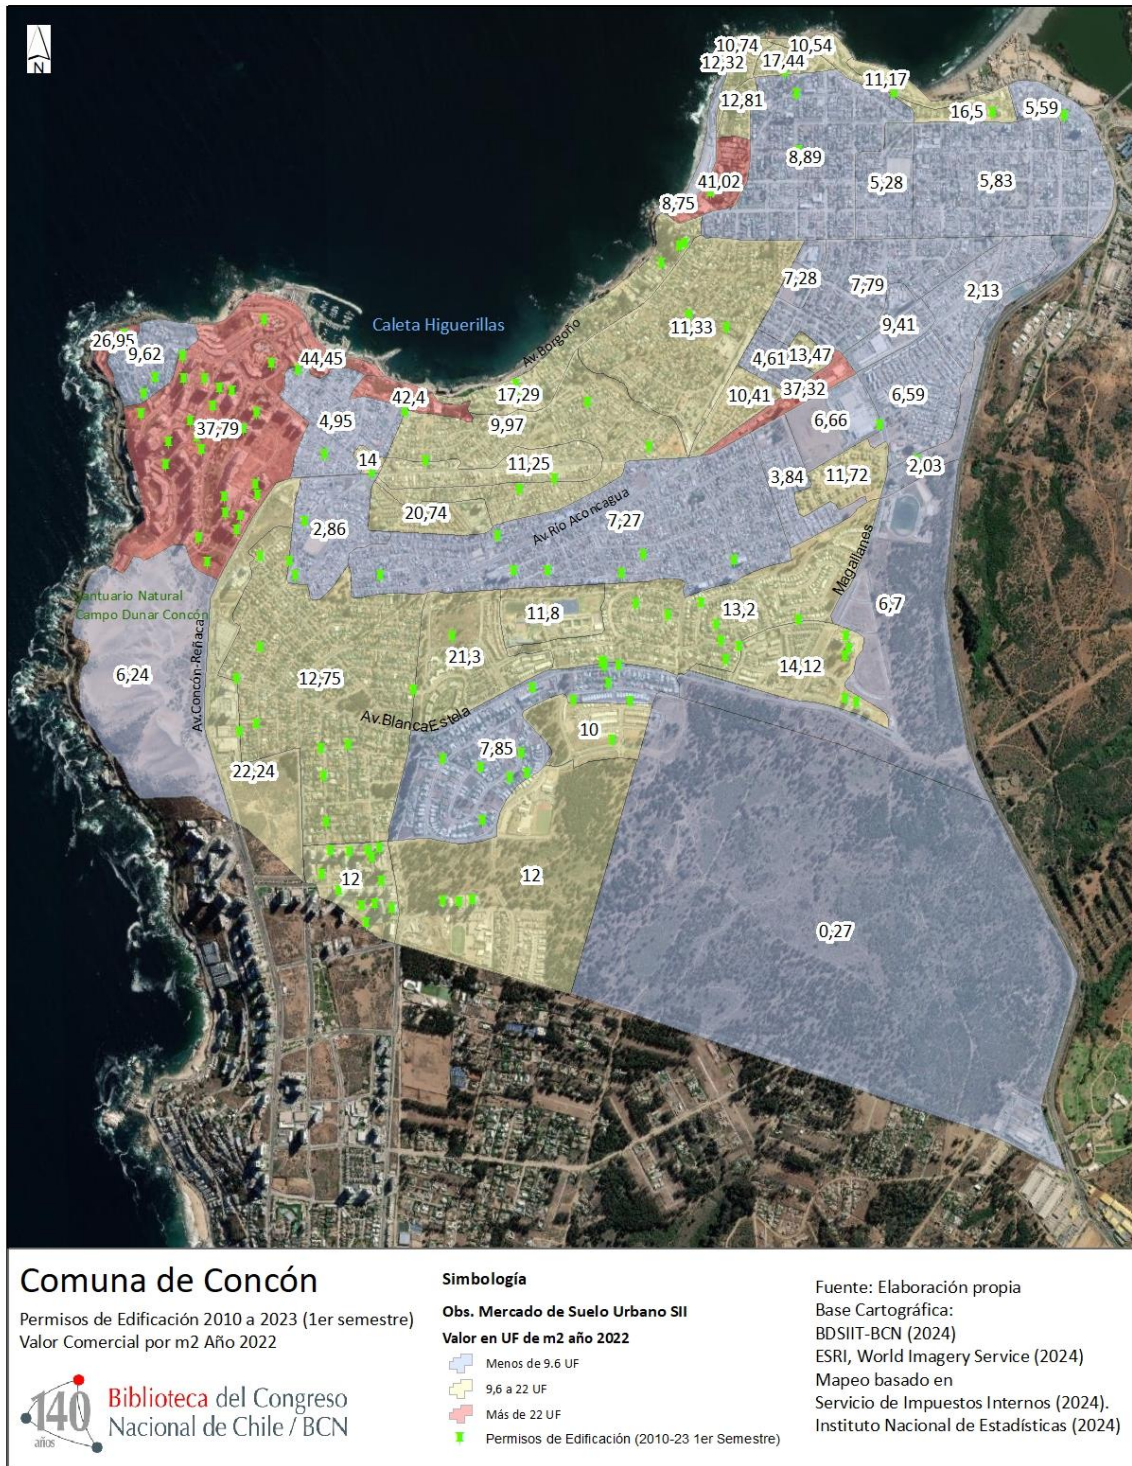 N
10,74
10,54
12,32
17,44
11,17
12,81
16,5
5,59
8,89
41,02
5,28
5,83
8,75
7,28
7,79
2,13
Caleta Higuerillas
Av.Borgoño
11,33
9,41
26,95
9,62
44,45
4,61
13,47
42,4
17,29
10,41
37,32
6,59
37,79
4,95
9,97
6,66
14
11,25
3,84
11,72
2,03
20,74
2,86
Av.Río Aconcagua
7,27
Magallanes
Santuario Natural
Campo Dunar Concón
Av.Concón-Reñaca
11,8
13,2
6,7
6,24
12,75
21,3
14,12
Av.BlancaEstela
10
7,85
22,24
12
12
0,27
Comuna de Concón
Permisos de Edificación 2010 a 2023 (1er semestre)
Valor Comercial por m2 Año 2022
140
años
Biblioteca del Congreso
Nacional de Chile / BCN
Simbología
Obs. Mercado de Suelo Urbano SII
Valor en UF de m2 año 2022
Menos de 9.6 UF
9,6 a 22 UF
Más de 22 UF
Permisos de Edificación (2010-23 1er Semestre)
Fuente: Elaboración propia
Base Cartográfica:
BDSIIT-BCN (2024)
ESRI, World Imagery Service (2024)
Mapeo basado en
Servicio de Impuestos Internos (2024).
Instituto Nacional de Estadísticas (2024)